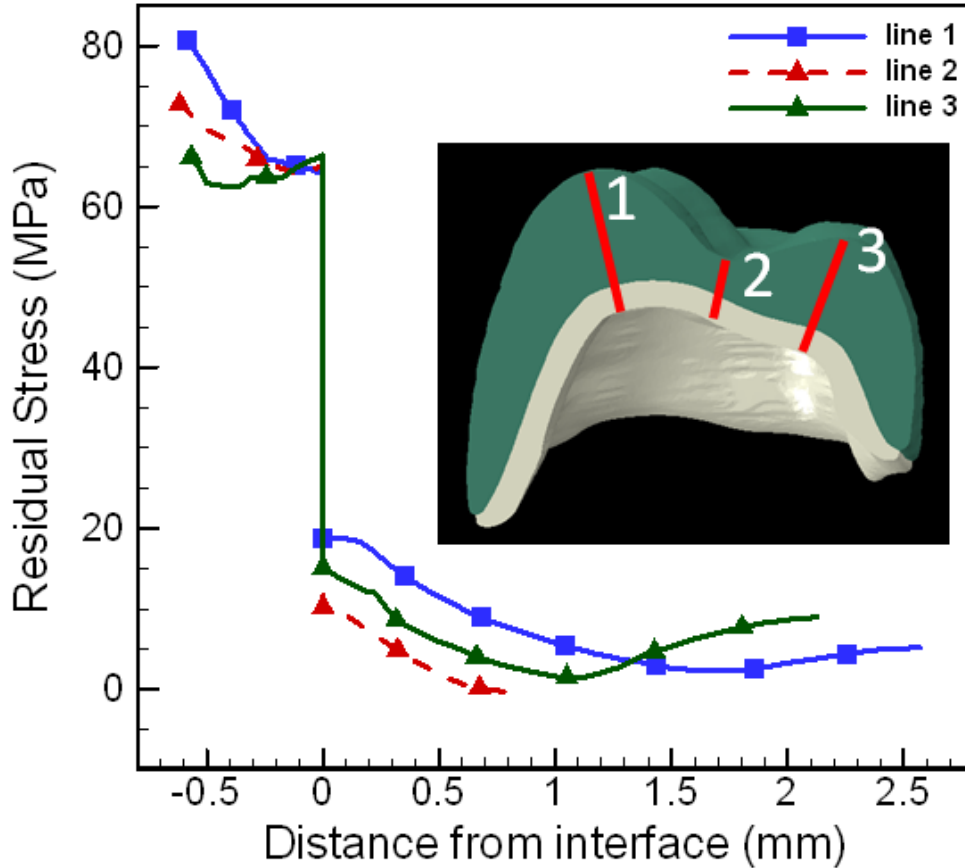 Residual Stress (MPa)
80
60
40
20
0
line 1
line 2
line 3
1
2
3
-0.5 0 0.5 1 1.5 2 2.5
Distance from interface (mm)